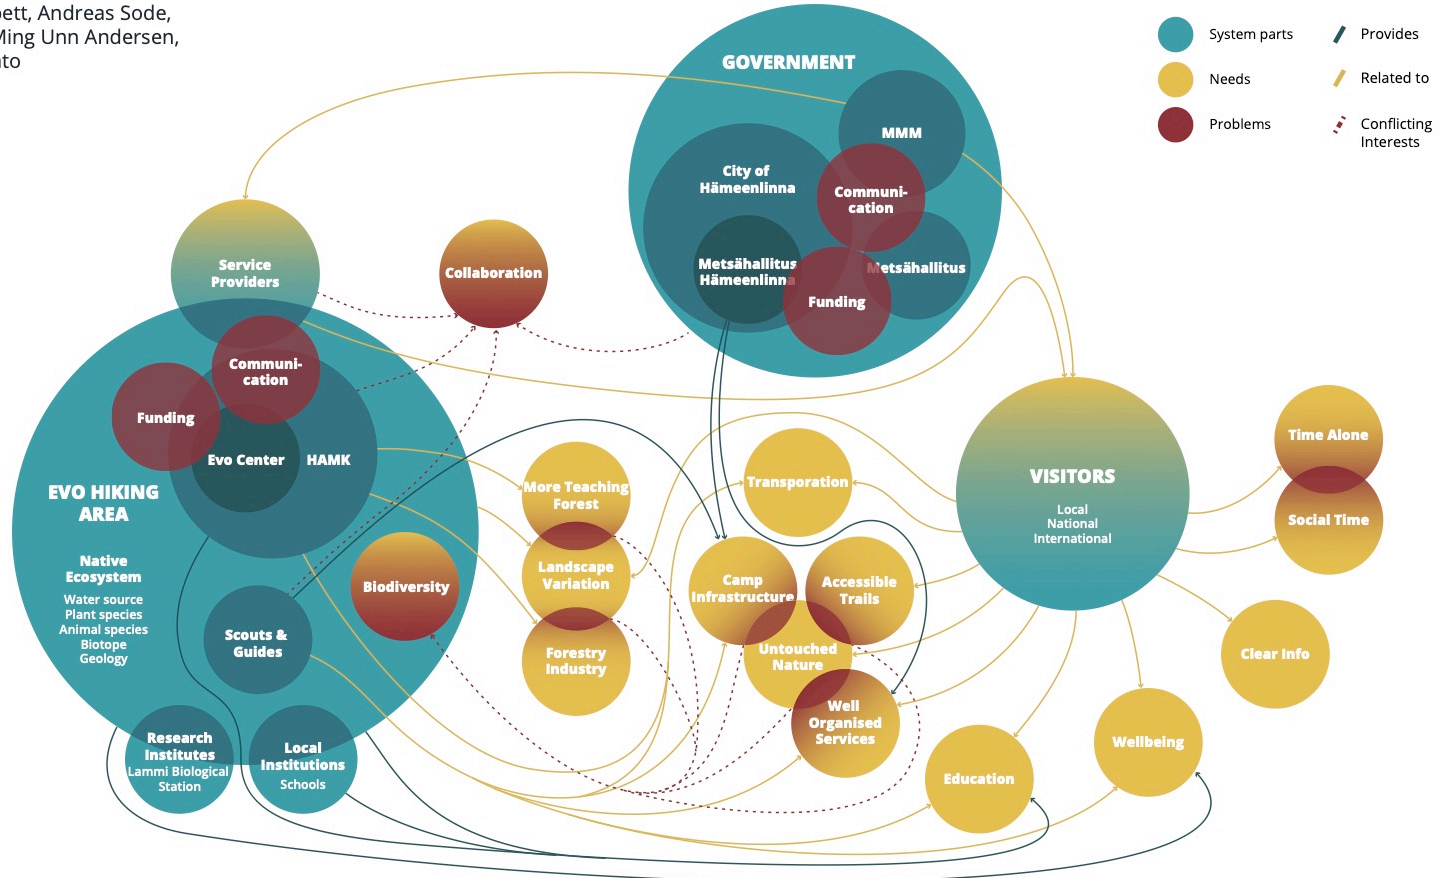 Andreas Sode,
Ming Unn Andersen,
System parts
Provides
Needs
Related to
Problems
Conflicting
Interests
GOVERNMENT
MMM
City of
Hämeenlinna
Communi-
cation
Metsähallitus
Hämeenlinna
Metsähallitus
Funding
Service
Providers
Collaboration
Communi-
cation
Funding
Evo Center
HAMK
EVO HIKING
AREA
Native
Ecosystem
Water source
Plant species
Animal species
Biotope
Geology
Biodiversity
Scouts &
Guides
Research
Institutes
Lammi Biological
Station
Local
Institutions
Schools
More Teaching
Forest
Landscape
Variation
Forestry
Industry
Transporation
Camp
Infrastructure
Accessible
Trails
Untouched
Nature
Well
Organised
Services
VISITORS
Local
National
International
Time Alone
Social Time
Clear Info
Wellbeing
Education